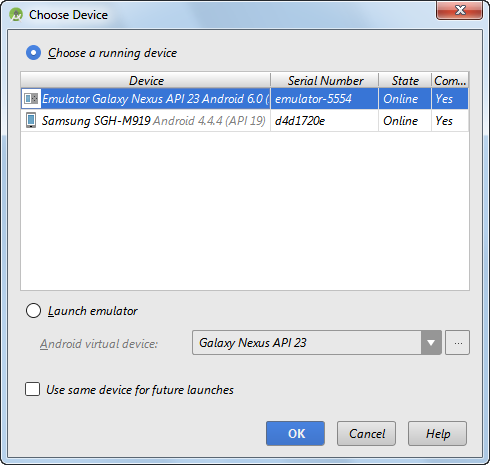 Choose Device
Choose a running device
Device Serial Number State Com...
Emulator Galaxy Nexus API 23 Android 6.0 ( emulator-5554 Online Yes
Samsung SGH-M919 Android 4.4.4 (API 19) d4d1720e Online Yes
Launch emulator
Android virtual device: Galaxy Nexus API 23 ...
Use same device for future launches
OK Cancel Help